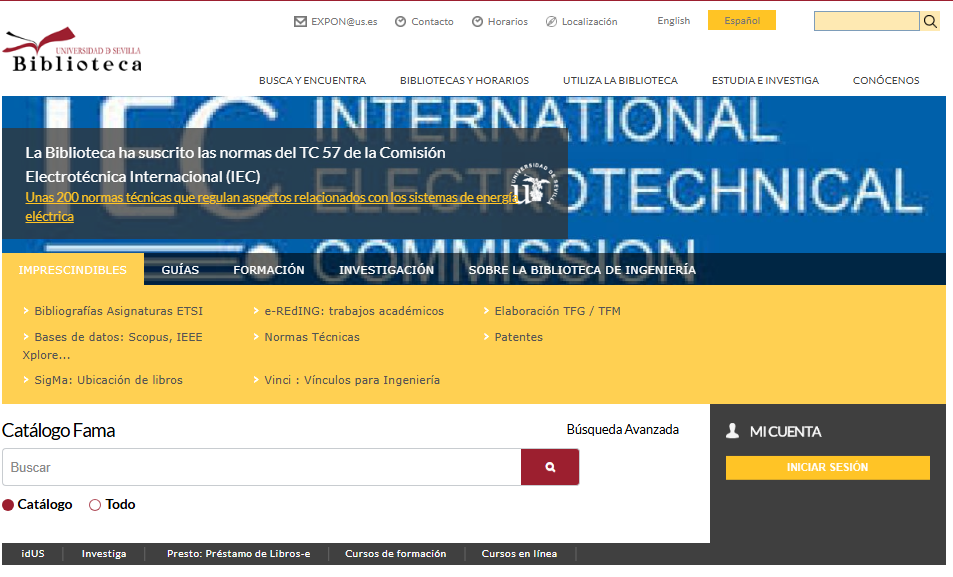 EXPON@us.es Contacto Horarios Localización English Español
UNIVERSIDAD D SEVILLA
Biblioteca
BUSCA Y ENCUENTRA BIBLIOTECAS Y HORARIOS UTILIZA LA BIBLIOTECA ESTUDIA E INVESTIGA CONÓCENOS
IEC INTERNATIONAL
ELECTROTECHNICAL
COMMISSION
La Biblioteca ha suscrito las normas del TC 57 de la Comisión
Electrotécnica Internacional (IEC)
Unas 200 normas técnicas que regulan aspectos relacionados con los sistemas de energía
eléctrica
UNIVERSIDAD DE SEVILLA
us
IMPRESCINDIBLES GUÍAS FORMACIÓN INVESTIGACIÓN SOBRE LA BIBLIOTECA DE INGENIERÍA
Bibliografías Asignaturas ETSI e-REdING: trabajos académicos Elaboración TFG / TFM
Bases de datos: Scopus, IEEE Normas Técnicas Patentes
Xplore...
SigMa: Ubicación de libros Vinci : Vínculos para Ingeniería
Catálogo Fama Búsqueda Avanzada
MI CUENTA
Buscar
INICIAR SESIÓN
Catálogo Todo
idUS Investiga Presto: Préstamo de Libros-e Cursos de formación Cursos en línea